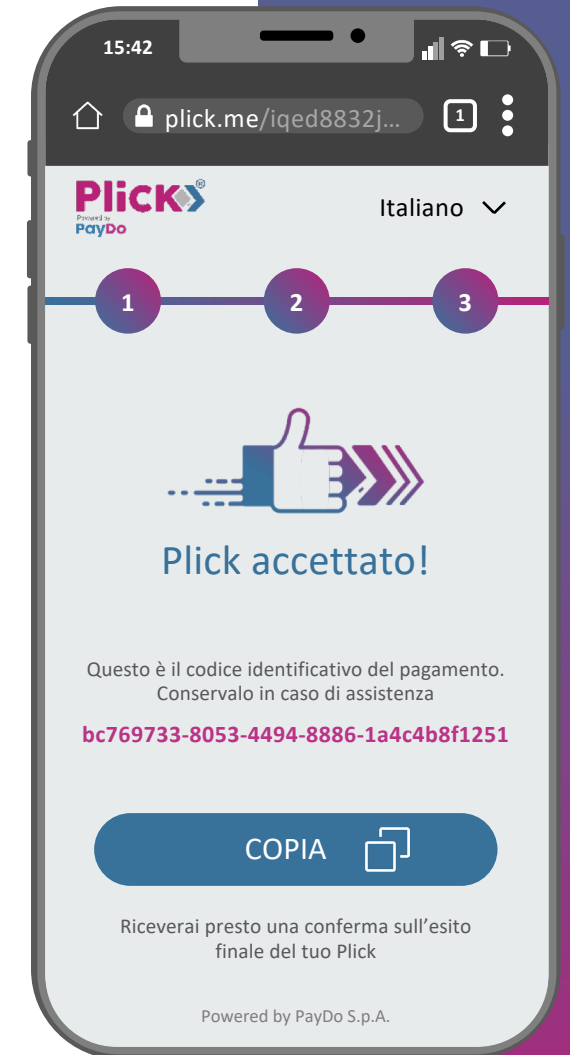 15:42
plick.me/iqed8832j...
1
Plick
®
Powered by
PayDo
Italiano
1
2
3
Plick accettato!
Questo è il codice identificativo del pagamento.
Conservalo in caso di assistenza
bc769733-8053-4494-8886-1a4c4b8f1251
COPIA
Riceverai presto una conferma sull'esito
finale del tuo Plick
Powered by PayDo S.p.A.